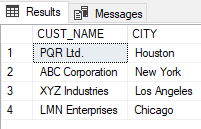 Results Messages
CUST_NAME CITY
1 PQR Ltd. Houston
2 ABC Corporation New York
3 XYZ Industries Los Angeles
4 LMN Enterprises Chicago